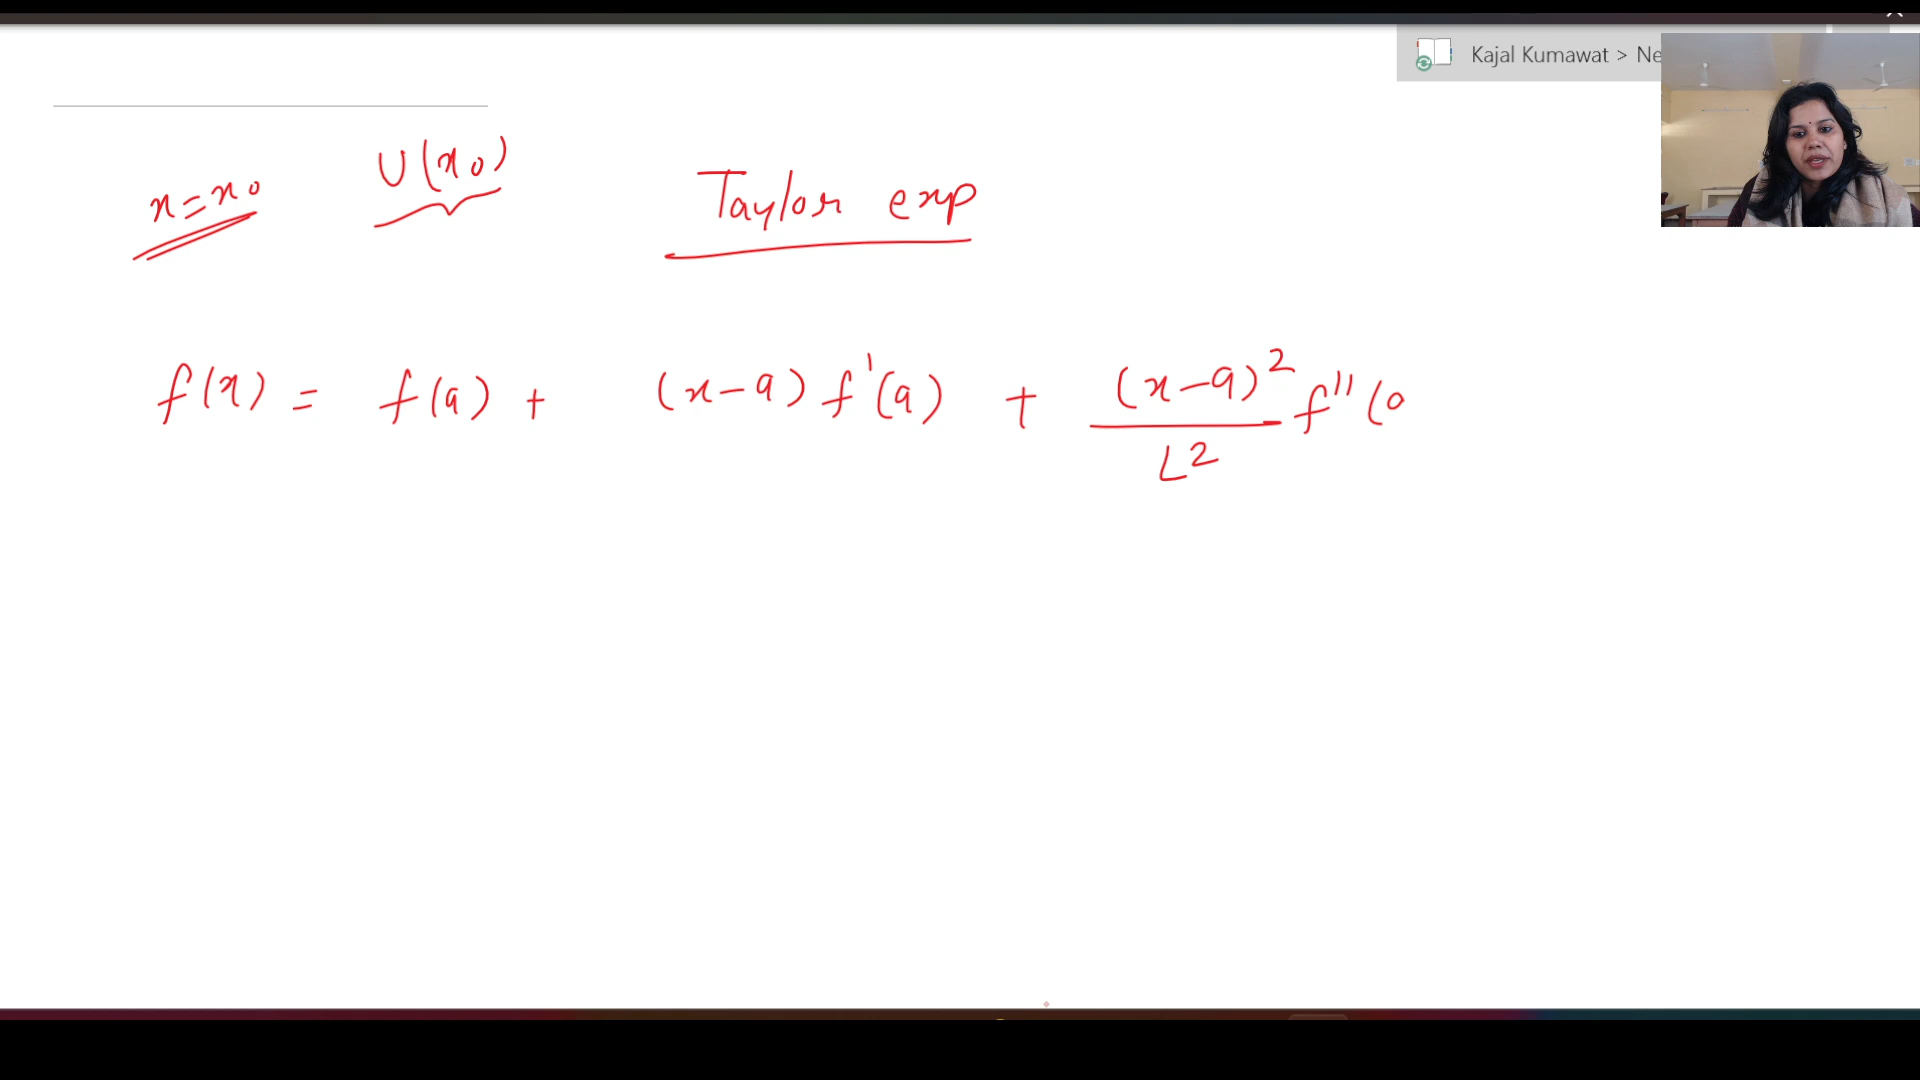 Kajal Kumawat > Ne
x = x₀ U(x₀) Taylor exp
f(x) = f(a) + (x-a) f'(a) + (x-a)² / ∟2 f''(a